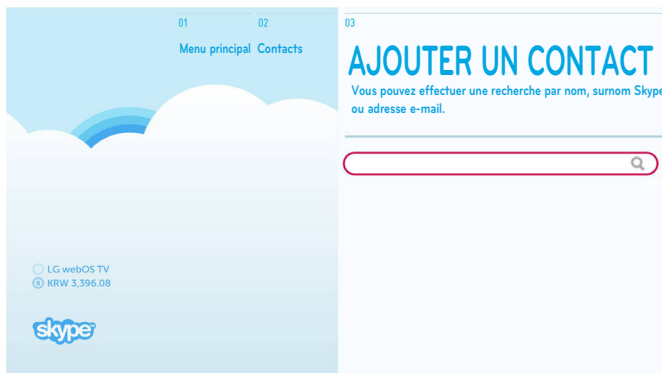 01
02
03
Menu principal
Contacts
AJOUTER UN CONTACT
Vous pouvez effectuer une recherche par nom, surnom Skype
ou adresse e-mail.
LG webOS TV
KRW 3,396.08
skype